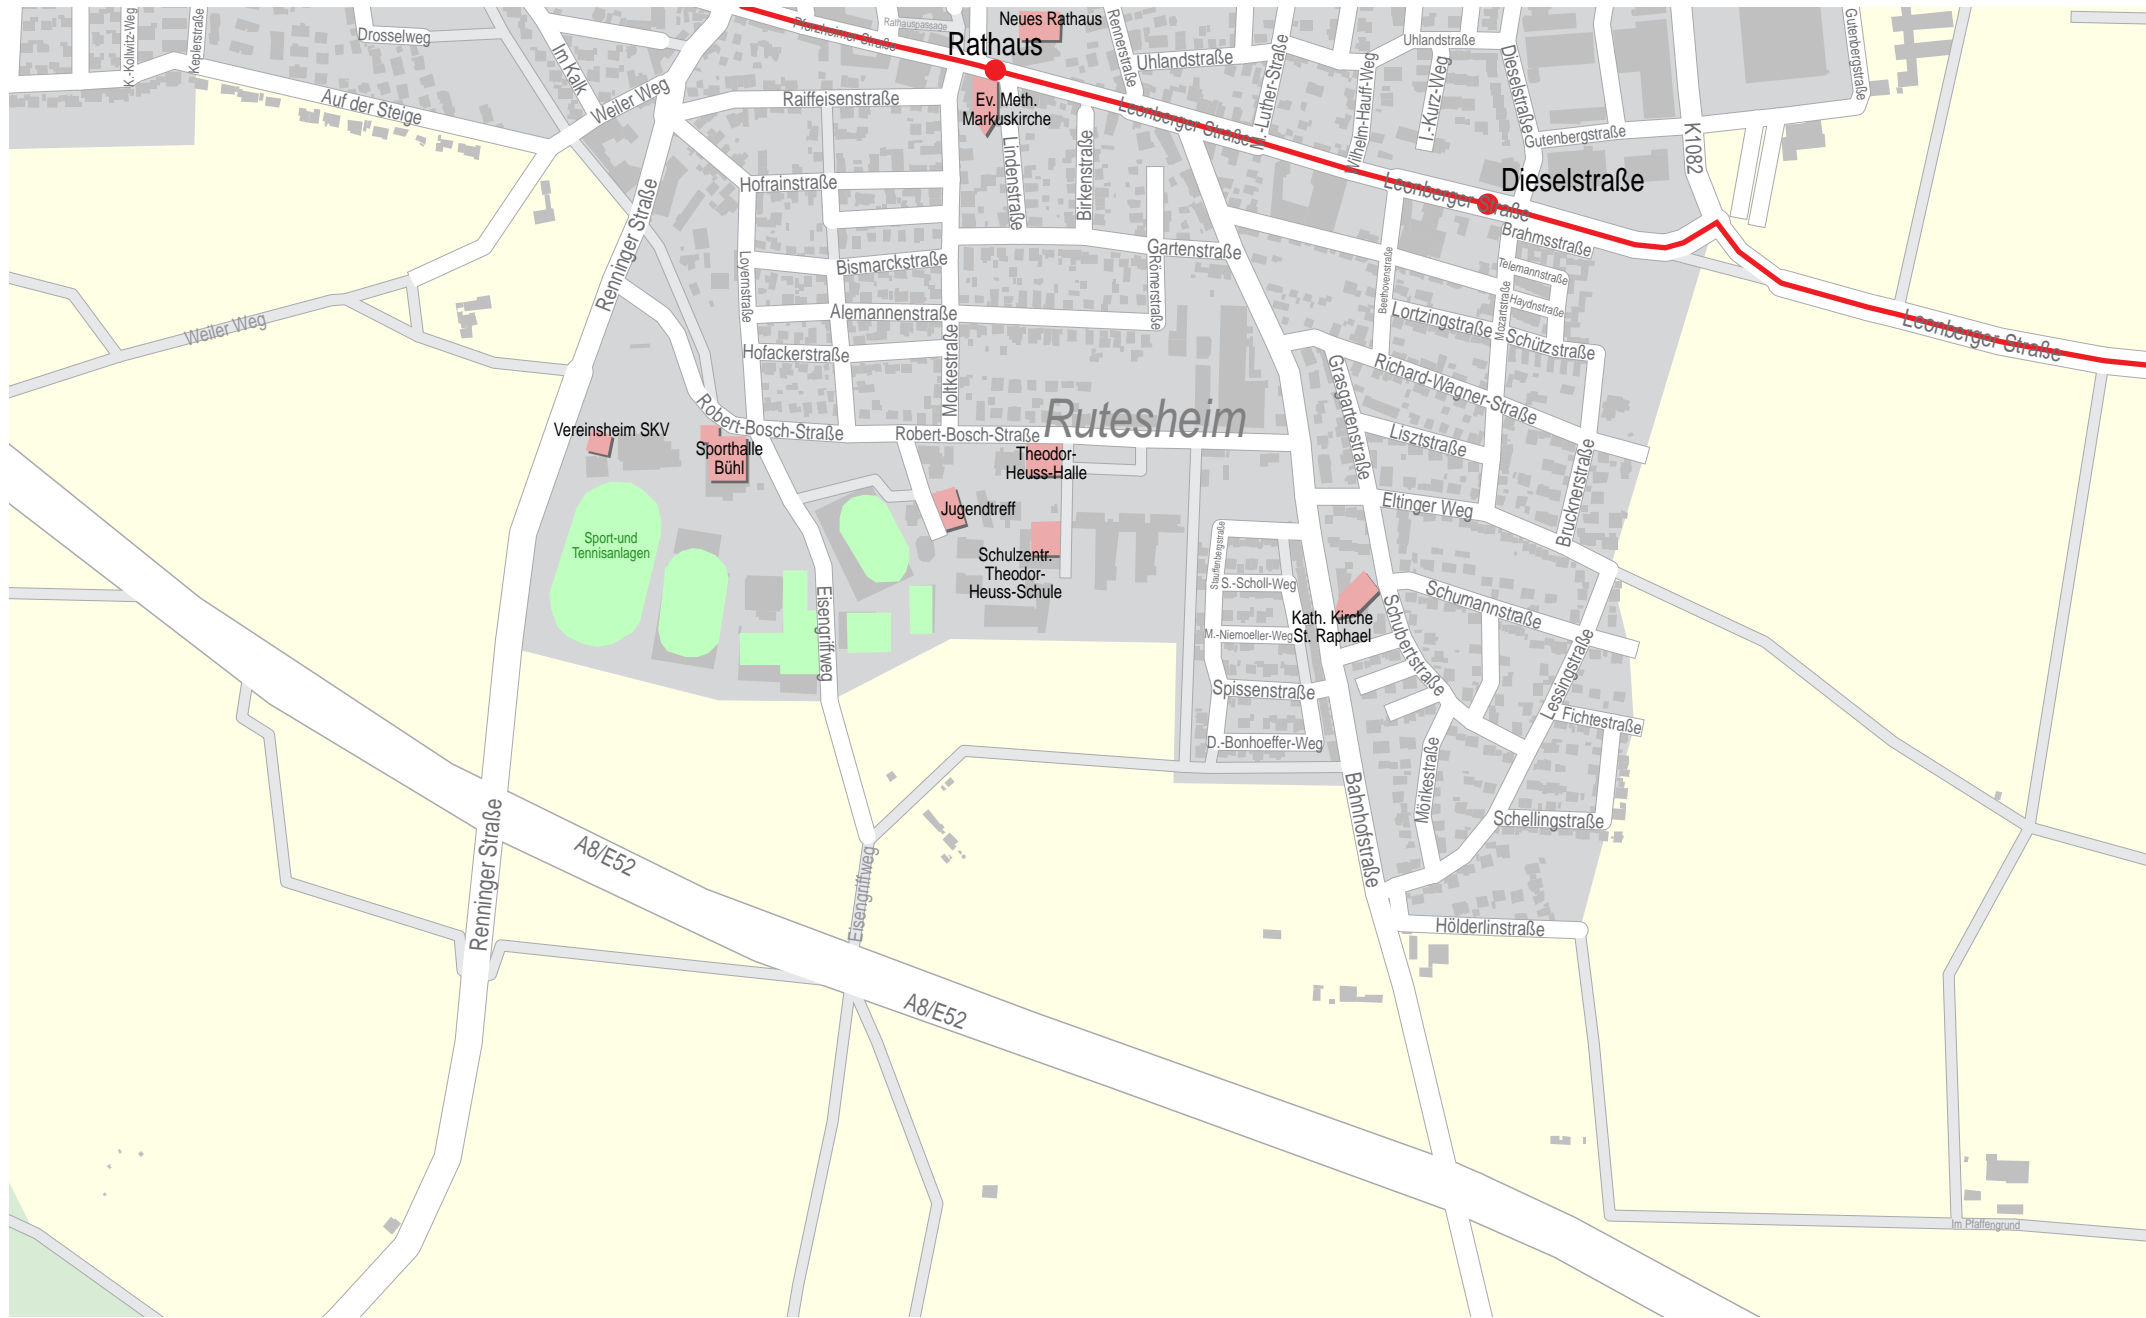 K.-Kollwitz-Weg
Keplerstraße
Drosselweg
Im Kalk
Auf der Steige
Weiler Weg
Pforzheimer Straße
Rathauspassage
Neues Rathaus
Rathaus
Rennerstraße
Uhlandstraße
Uhlandstraße
Gutenbergstraße
Raiffeisenstraße
Ev. Meth.
Markuskirche
Leonberger Straße
M.-Luther-Straße
Wilhelm-Hauff-Weg
I.-Kurz-Weg
Dieselstraße
Gutenbergstraße
K1082
Lindenstraße
Birkenstraße
Hofrainstraße
Leonberger Straße
Dieselstraße
Renninger Straße
Brahmsstraße
Gartenstraße
Römerstraße
Loyernstraße
Bismarckstraße
Beethovenstraße
Telemannstraße
Haydnstraße
Mozartstraße
Alemannenstraße
Lortzingstraße
Schützstraße
Leonberger Straße
Weiler Weg
Hofackerstraße
Moltkestraße
Grasgartenstraße
Richard-Wagner-Straße
Rutesheim
Robert-Bosch-Straße
Robert-Bosch-Straße
Vereinsheim SKV
Sporthalle
Bühl
Theodor-
Heuss-Halle
Lisztstraße
Brucknerstraße
Jugendtreff
Eltinger Weg
Sport-und
Tennisanlagen
Schulzentr.
Theodor-
Heuss-Schule
Stauffenbergstraße
S.-Scholl-Weg
M.-Niemoeller-Weg
Kath. Kirche
St. Raphael
Schubertstraße
Schumannstraße
Eisengriffweg
Lessingstraße
Spissenstraße
Fichtestraße
D.-Bonhoeffer-Weg
Mörikestraße
Bahnhofstraße
Schellingstraße
Renninger Straße
A8/E52
Eisengriffweg
Hölderlinstraße
A8/E52
Im Pfaffengrund